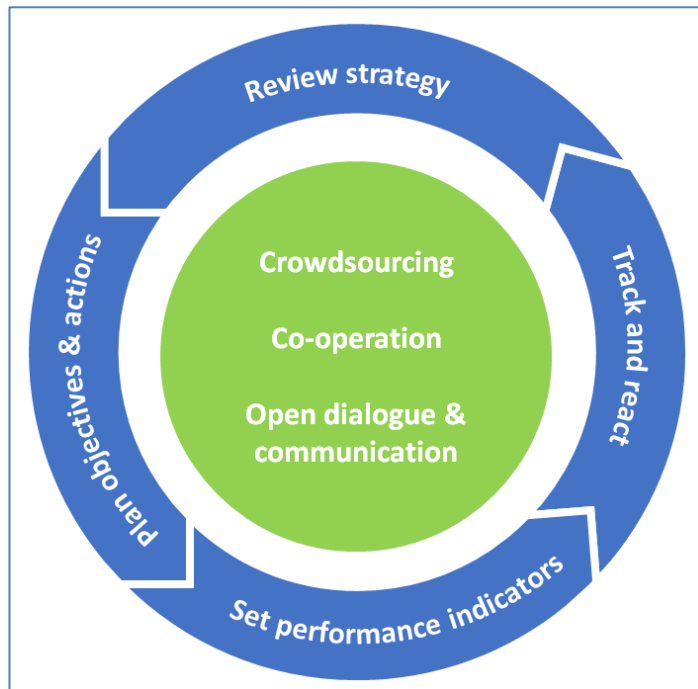 Review strategy
Track and react
Set performance indicators
Plan objectives & actions
Crowdsourcing
Co-operation
Open dialogue &
communication